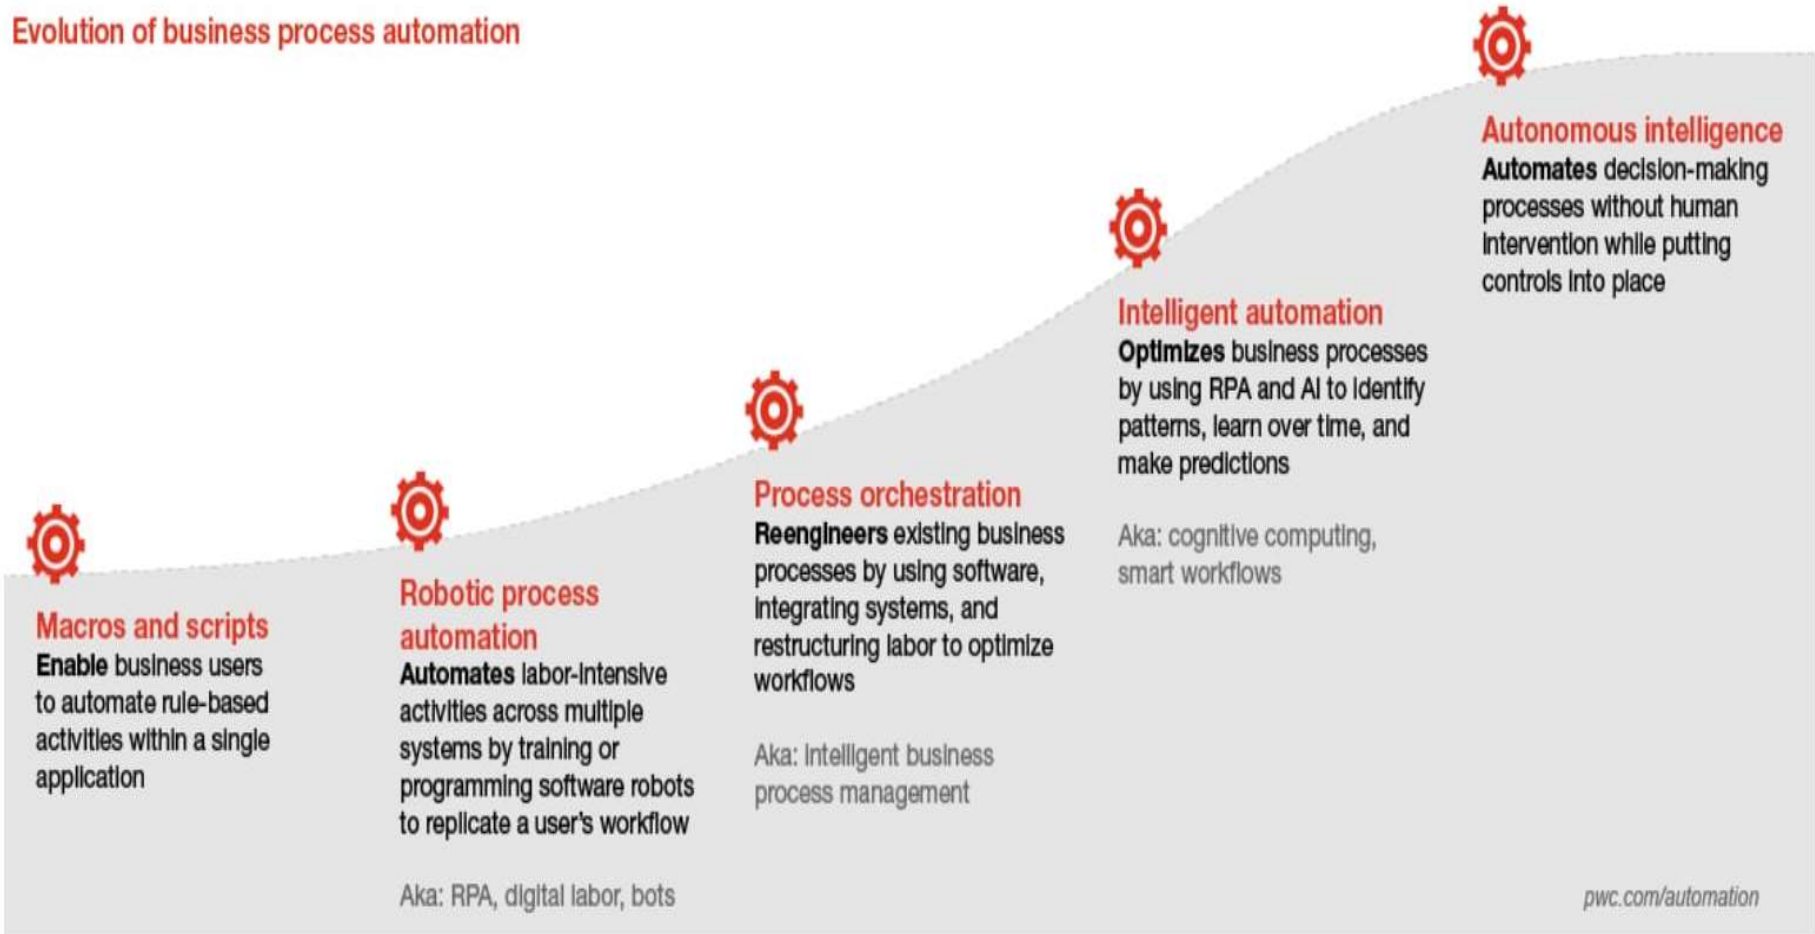 Evolution of business process automation
Macros and scripts
Enable business users
to automate rule-based
activities within a single
application
Robotic process
automation
Automates labor-intensive
activities across multiple
systems by training or
programming software robots
to replicate a user's workflow
Aka: RPA, digital labor, bots
Process orchestration
Reengineers existing business
processes by using software,
integrating systems, and
restructuring labor to optimize
workflows
Aka: Intelligent business
process management
Intelligent automation
Optimizes business processes
by using RPA and AI to identify
patterns, learn over time, and
make predictions
Aka: cognitive computing,
smart workflows
Autonomous intelligence
Automates decision-making
processes without human
intervention while putting
controls into place
pwc.com/automation